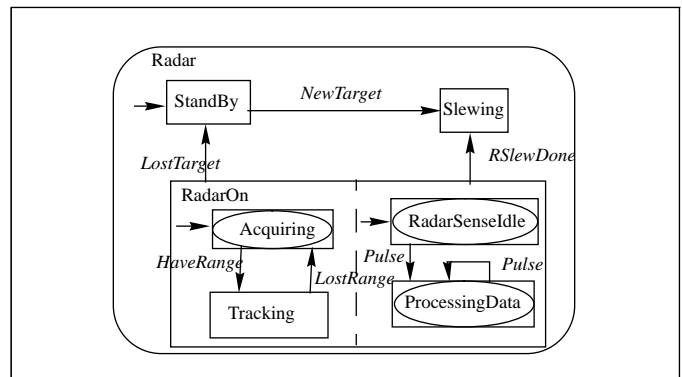 Radar
NewTarget
StandBy
Slewing
LostTarget
RSlewDone
RadarOn
Acquiring
RadarSenseIdle
HaveRange
LostRange
Pulse
Pulse
Tracking
ProcessingData